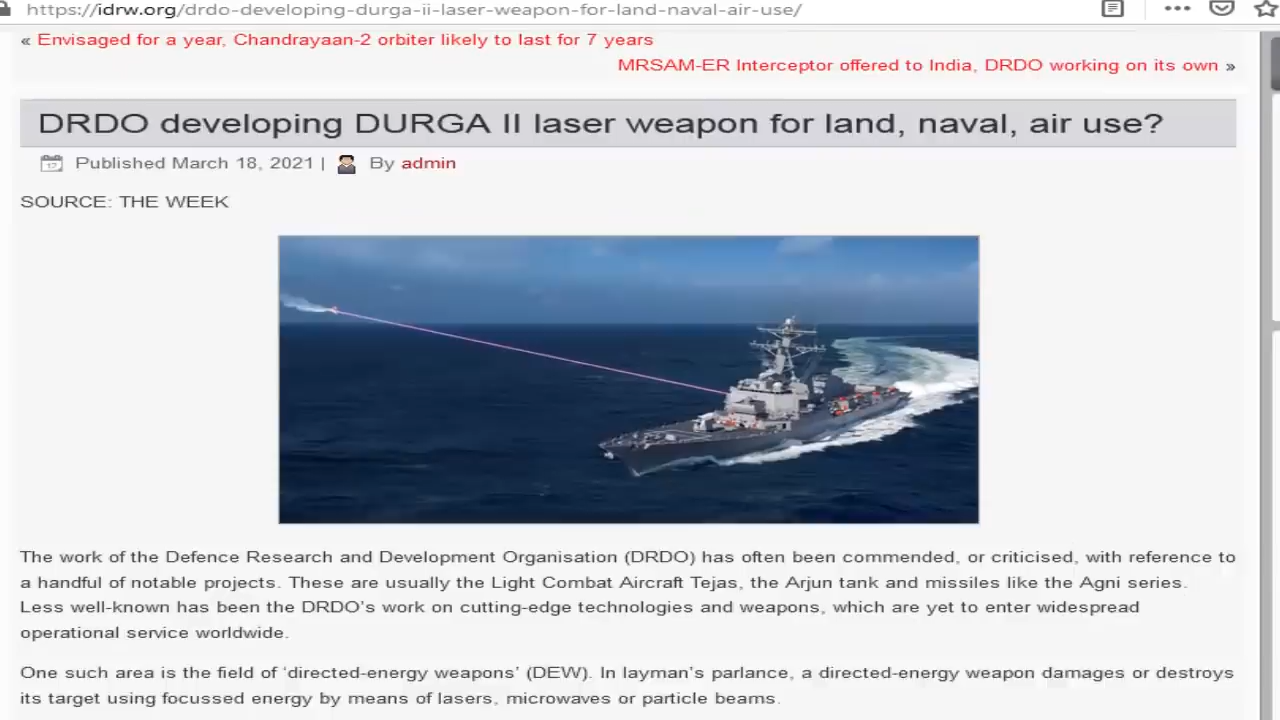 https://idrw.org/drdo-developing-durga-ii-laser-weapon-for-land-naval-air-use/
« Envisaged for a year, Chandrayaan-2 orbiter likely to last for 7 years
MRSAM-ER Interceptor offered to India, DRDO working on its own »
DRDO developing DURGA II laser weapon for land, naval, air use?
Published March 18, 2021 | By admin
SOURCE: THE WEEK
The work of the Defence Research and Development Organisation (DRDO) has often been commended, or criticised, with reference to
a handful of notable projects. These are usually the Light Combat Aircraft Tejas, the Arjun tank and missiles like the Agni series.
Less well-known has been the DRDO’s work on cutting-edge technologies and weapons, which are yet to enter widespread
operational service worldwide.
One such area is the field of ‘directed-energy weapons’ (DEW). In layman’s parlance, a directed-energy weapon damages or destroys
its target using focussed energy by means of lasers, microwaves or particle beams.